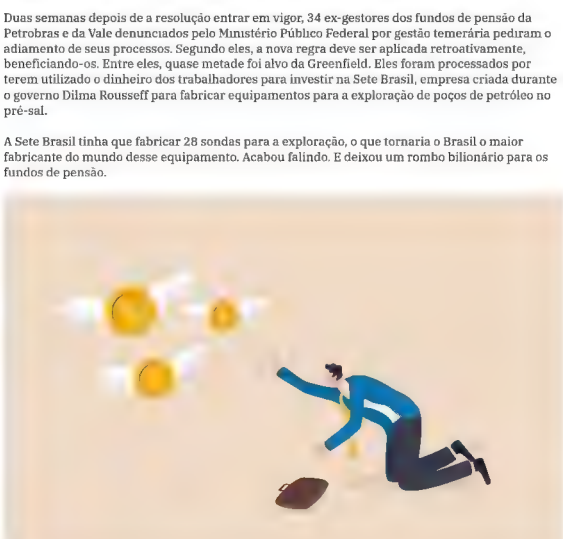 Duas semanas depois de a resolução entrar em vigor, 34 ex-gestores dos fundos de pensão da
Petrobras e da Vale denunciados pelo Ministério Público Federal por gestão temerária pediram o
adiamento de seus processos. Segundo eles, a nova regra deve ser aplicada retroativamente,
beneficiando-os. Entre eles, quase metade foi alvo da Greenfield. Eles foram processados por
terem utilizado o dinheiro dos trabalhadores para investir na Sete Brasil, empresa criada durante
o governo Dilma Rousseff para fabricar equipamentos para a exploração de poços de petróleo no
pré-sal.
A Sete Brasil tinha que fabricar 28 sondas para a exploração, o que tornaria o Brasil o maior
fabricante do mundo desse equipamento. Acabou falindo. E deixou um rombo bilionário para os
fundos de pensão.